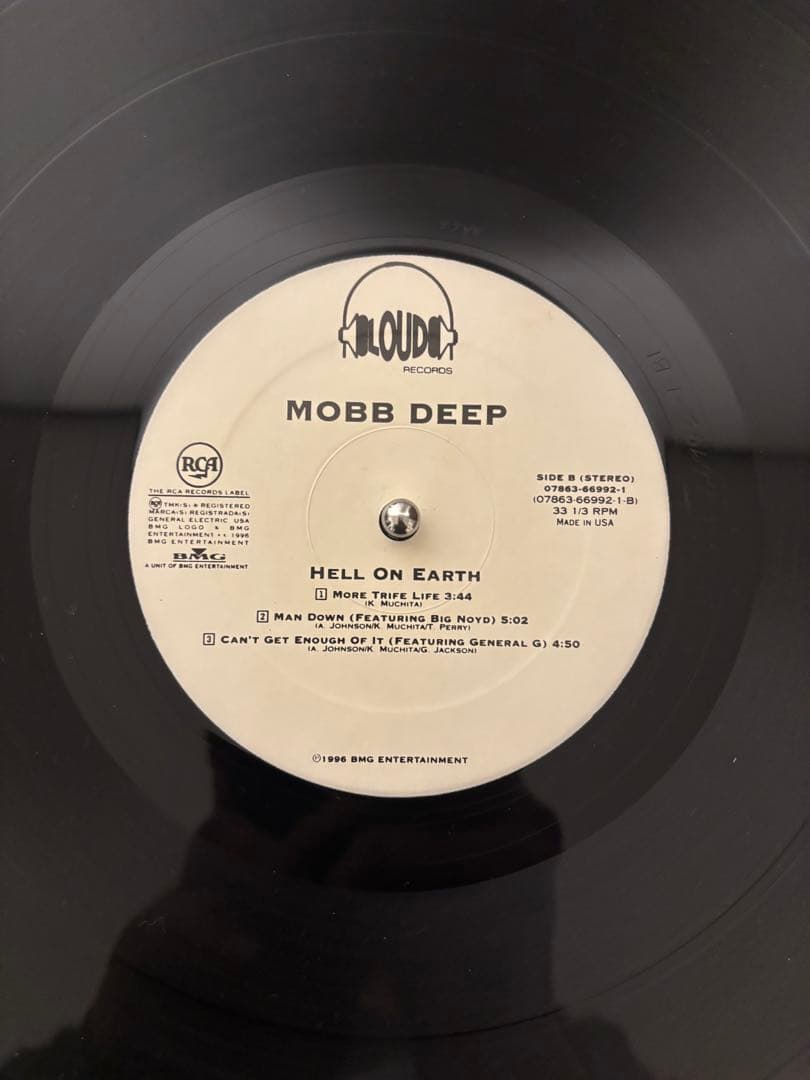 LOUD
RECORDS
MOBB DEEP
RCA
THE RCA RECORDS LABEL
TMK(S) ® REGISTERED
MARCA(S) REGISTRADA(S)
GENERAL ELECTRIC USA
BMG LOGO & BMG
ENTERTAINMENT • © 1996
BMG ENTERTAINMENT
BMG
A UNIT OF BMG ENTERTAINMENT
SIDE B (STEREO)
07863-66992-1
(07863-66992-1-B)
33 1/3 RPM
MADE IN USA
HELL ON EARTH
1 MORE TRIFE LIFE 3:44
(K. MUCHITA)
2 MAN DOWN (FEATURING BIG NOYD) 5:02
(A. JOHNSON/K. MUCHITA/T. PERRY)
3 CAN'T GET ENOUGH OF IT (FEATURING GENERAL G) 4:50
(A. JOHNSON/K. MUCHITA/G. JACKSON)
℗1996 BMG ENTERTAINMENT